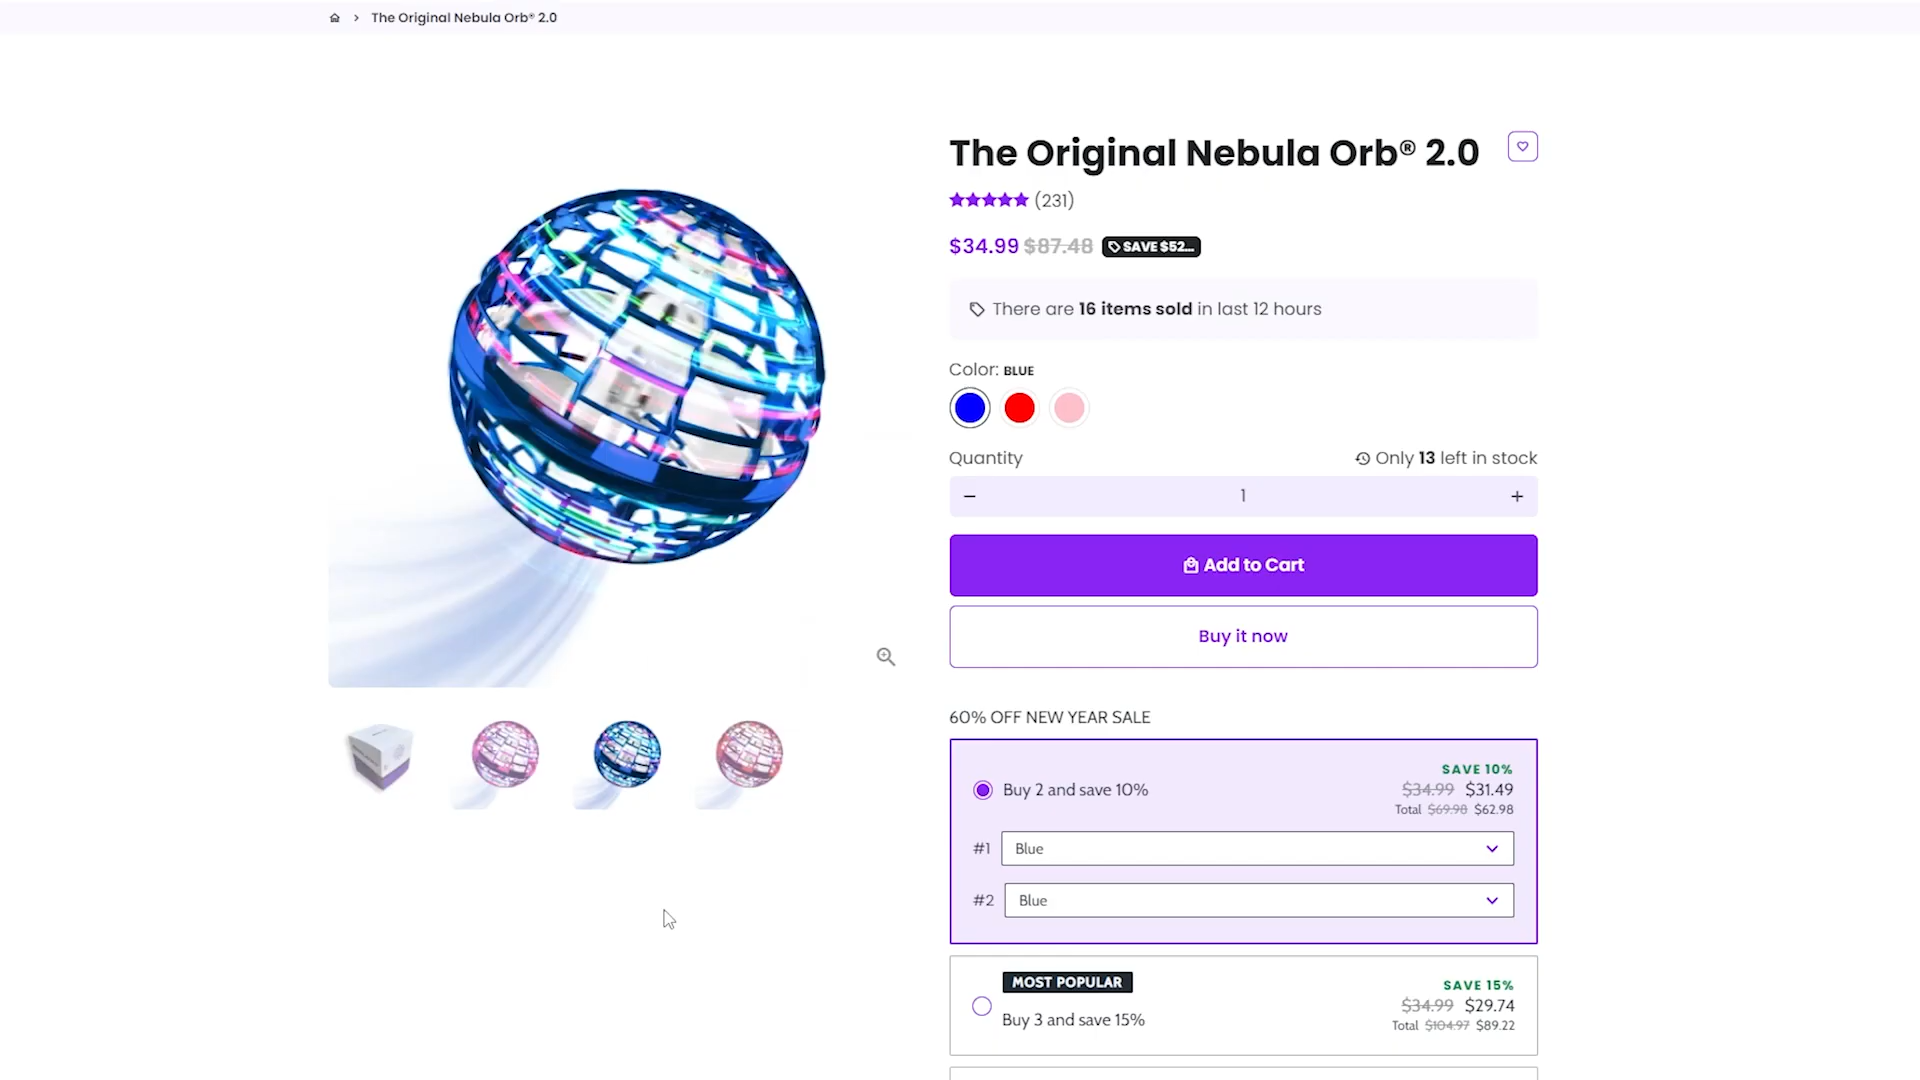 The Original Nebula Orb® 2.0
The Original Nebula Orb® 2.0
(231)
$34.99 $87.48 SAVE $52...
There are 16 items sold in last 12 hours
Color: BLUE
Quantity
Only 13 left in stock
− 1 +
Add to Cart
Buy it now
60% OFF NEW YEAR SALE
SAVE 10%
Buy 2 and save 10% $34.99 $31.49
Total $69.98 $62.98
#1 Blue
#2 Blue
MOST POPULAR
SAVE 15%
$34.99 $29.74
Buy 3 and save 15%
Total $104.97 $89.22